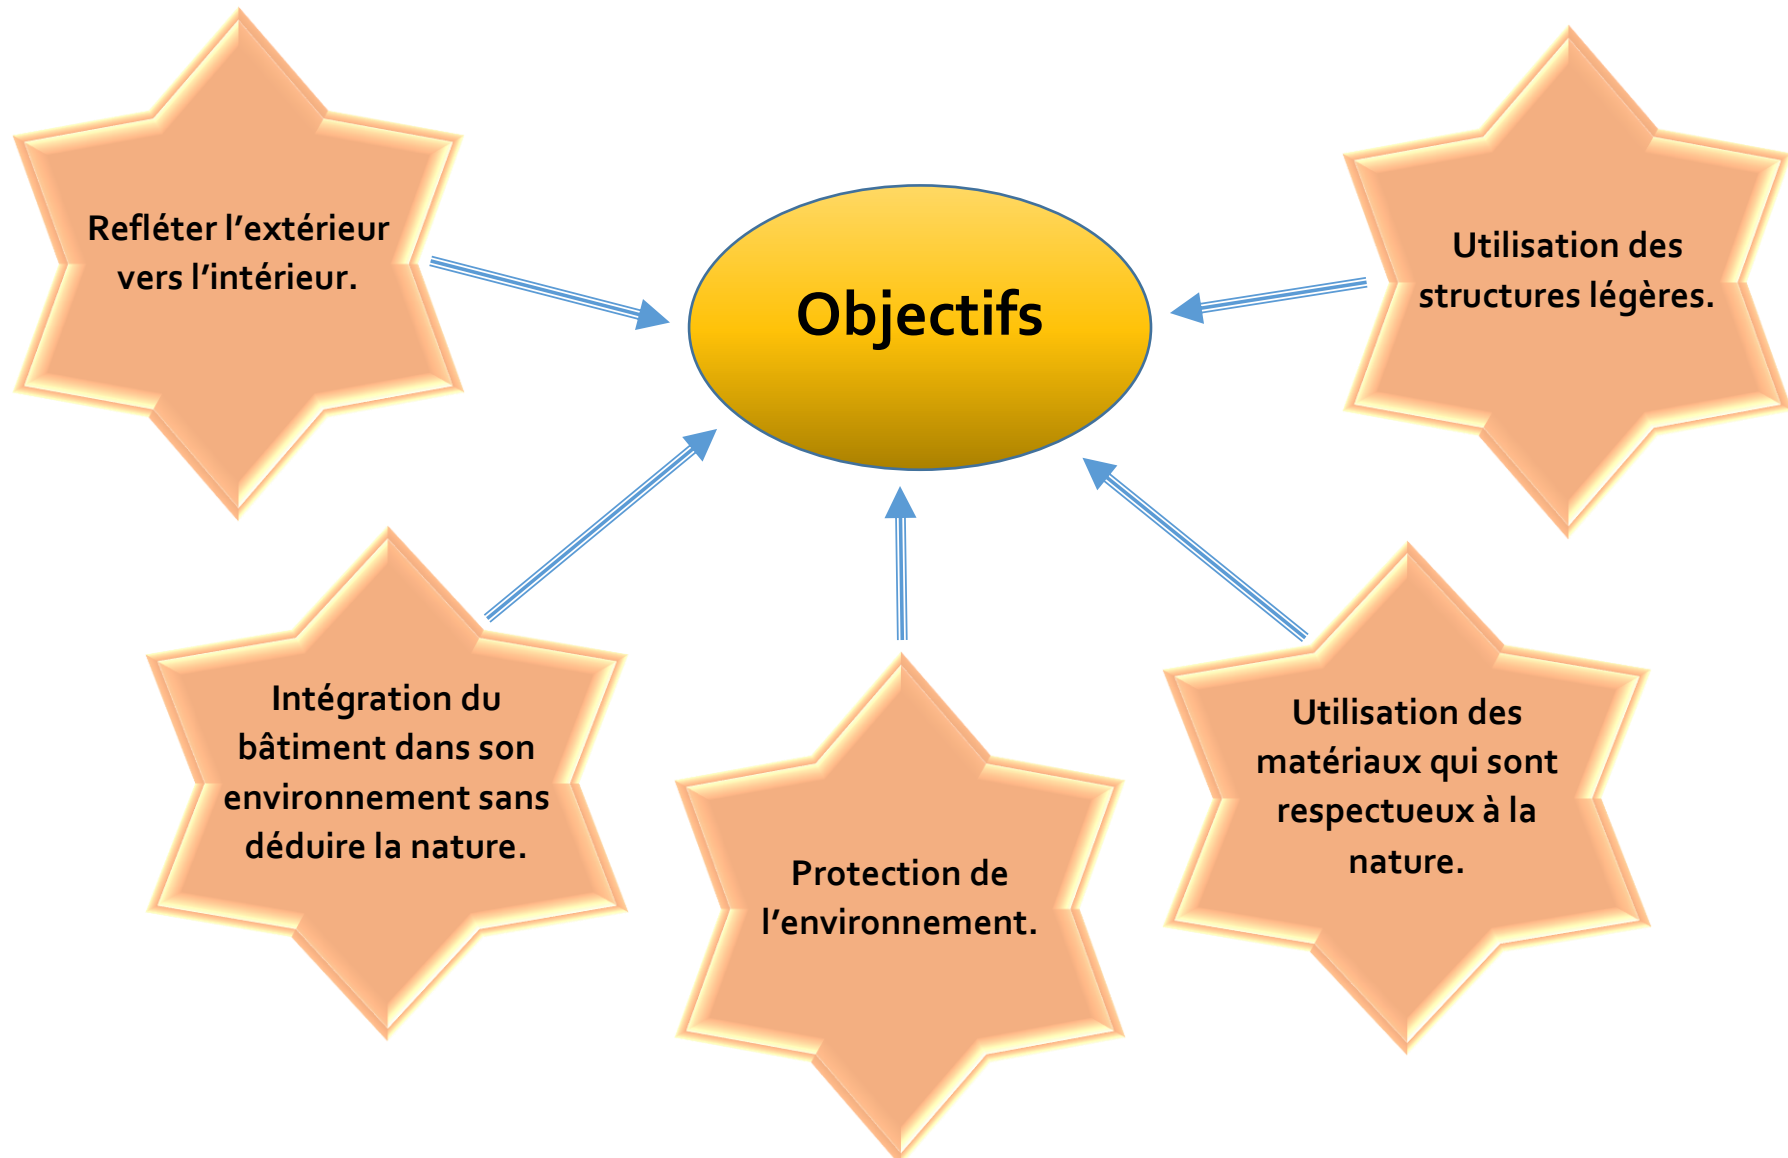 Refléter l'extérieur
vers l'intérieur.
Objectifs
Utilisation des
structures légères.
Intégration du
bâtiment dans son
environnement sans
déduire la nature.
Protection de
l'environnement.
Utilisation des
matériaux qui sont
respectueux à la
nature.